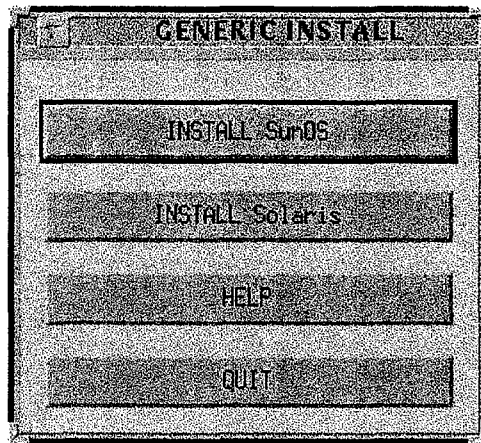 GENERIC INSTALL
INSTALL SunOS
INSTALL Solaris
HELP
QUIT